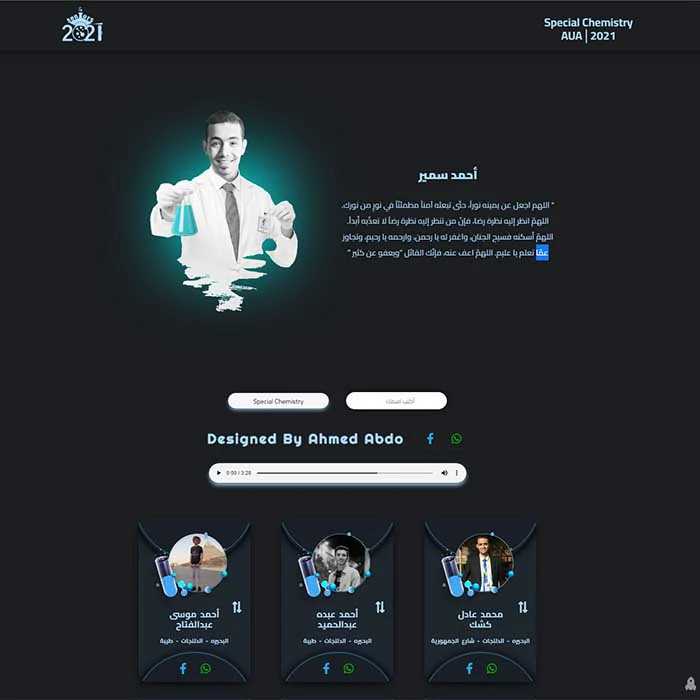 seniors
2021
Special Chemistry
AUA | 2021
أحمد سمير
" اللهم اجعل عن يمينه نوراً، حتّى تبعثه آمناً مطمئنّاً في نورٍ من نورك.
اللهمّ انظر إليه نظرة رضا، فإنّ من تنظر إليه نظرة رضاً لا تعذّبه أبداً.
اللهمّ أسكنه فسيح الجنان، واغفر له يا رحمن، وارحمه يا رحيم، وتجاوز
عمّا تعلم يا عليم. اللهمّ اعف عنه، فإنّك القائل "ويعفو عن كثير "
Special Chemistry
أكتب اسمك
Designed By Ahmed Abdo
0:00 / 3:28
أحمد موسى
عبدالفتاح
البحيره - الدلنجات - طيبة
أحمد عبده
عبدالحميد
البحيره - الدلنجات - طيبة
محمد عادل
كشك
البحيره - الدلنجات - شارع الجمهورية